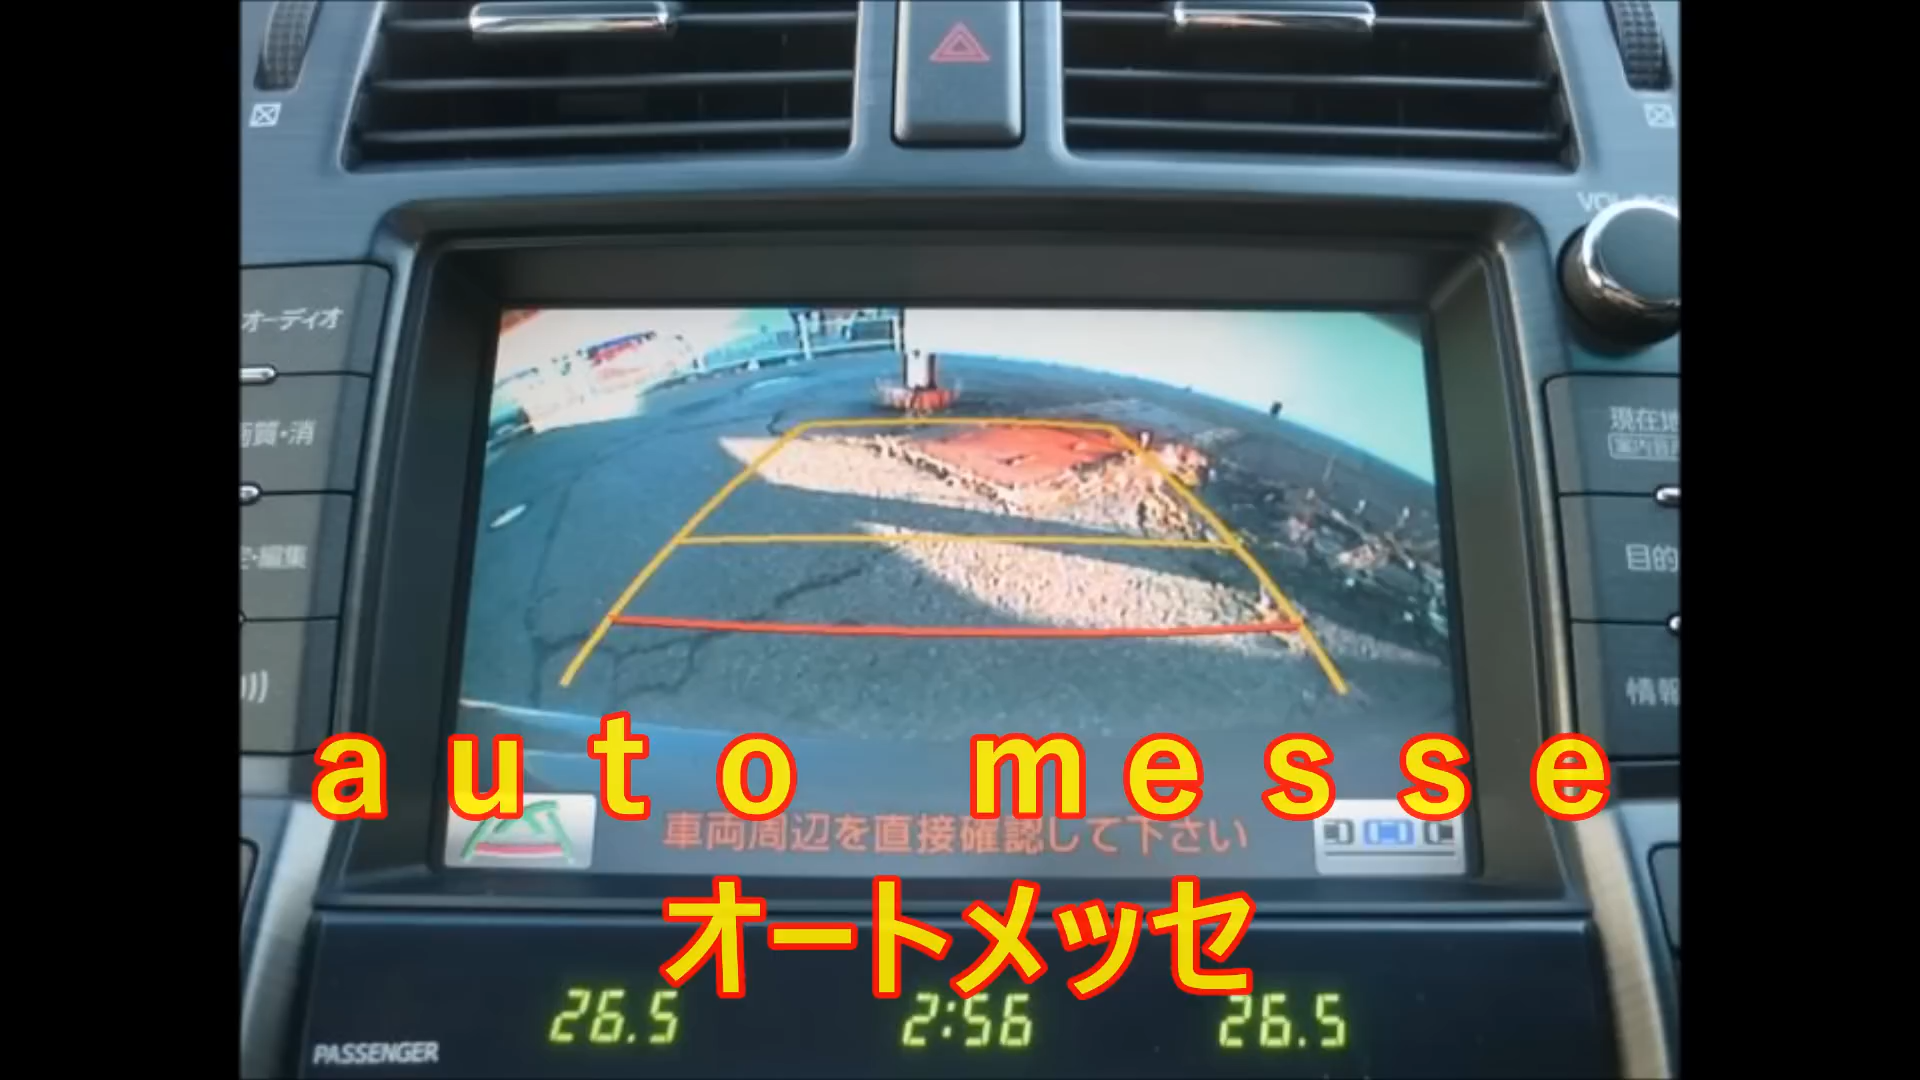 オーディオ
画質・消
現在地
目的
・編集
情報
auto messe
車両周辺を直接確認して下さい
オートメッセ
26.5 2:56 26.5
PASSENGER